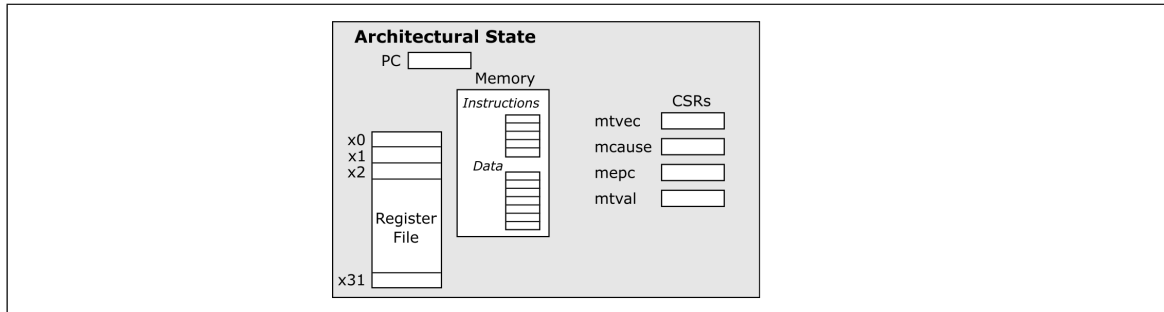 Architectural State
PC
Memory
Instructions
Data
x0
x1
x2
Register
File
x31
CSRs
mtvec
mcause
mepc
mtval